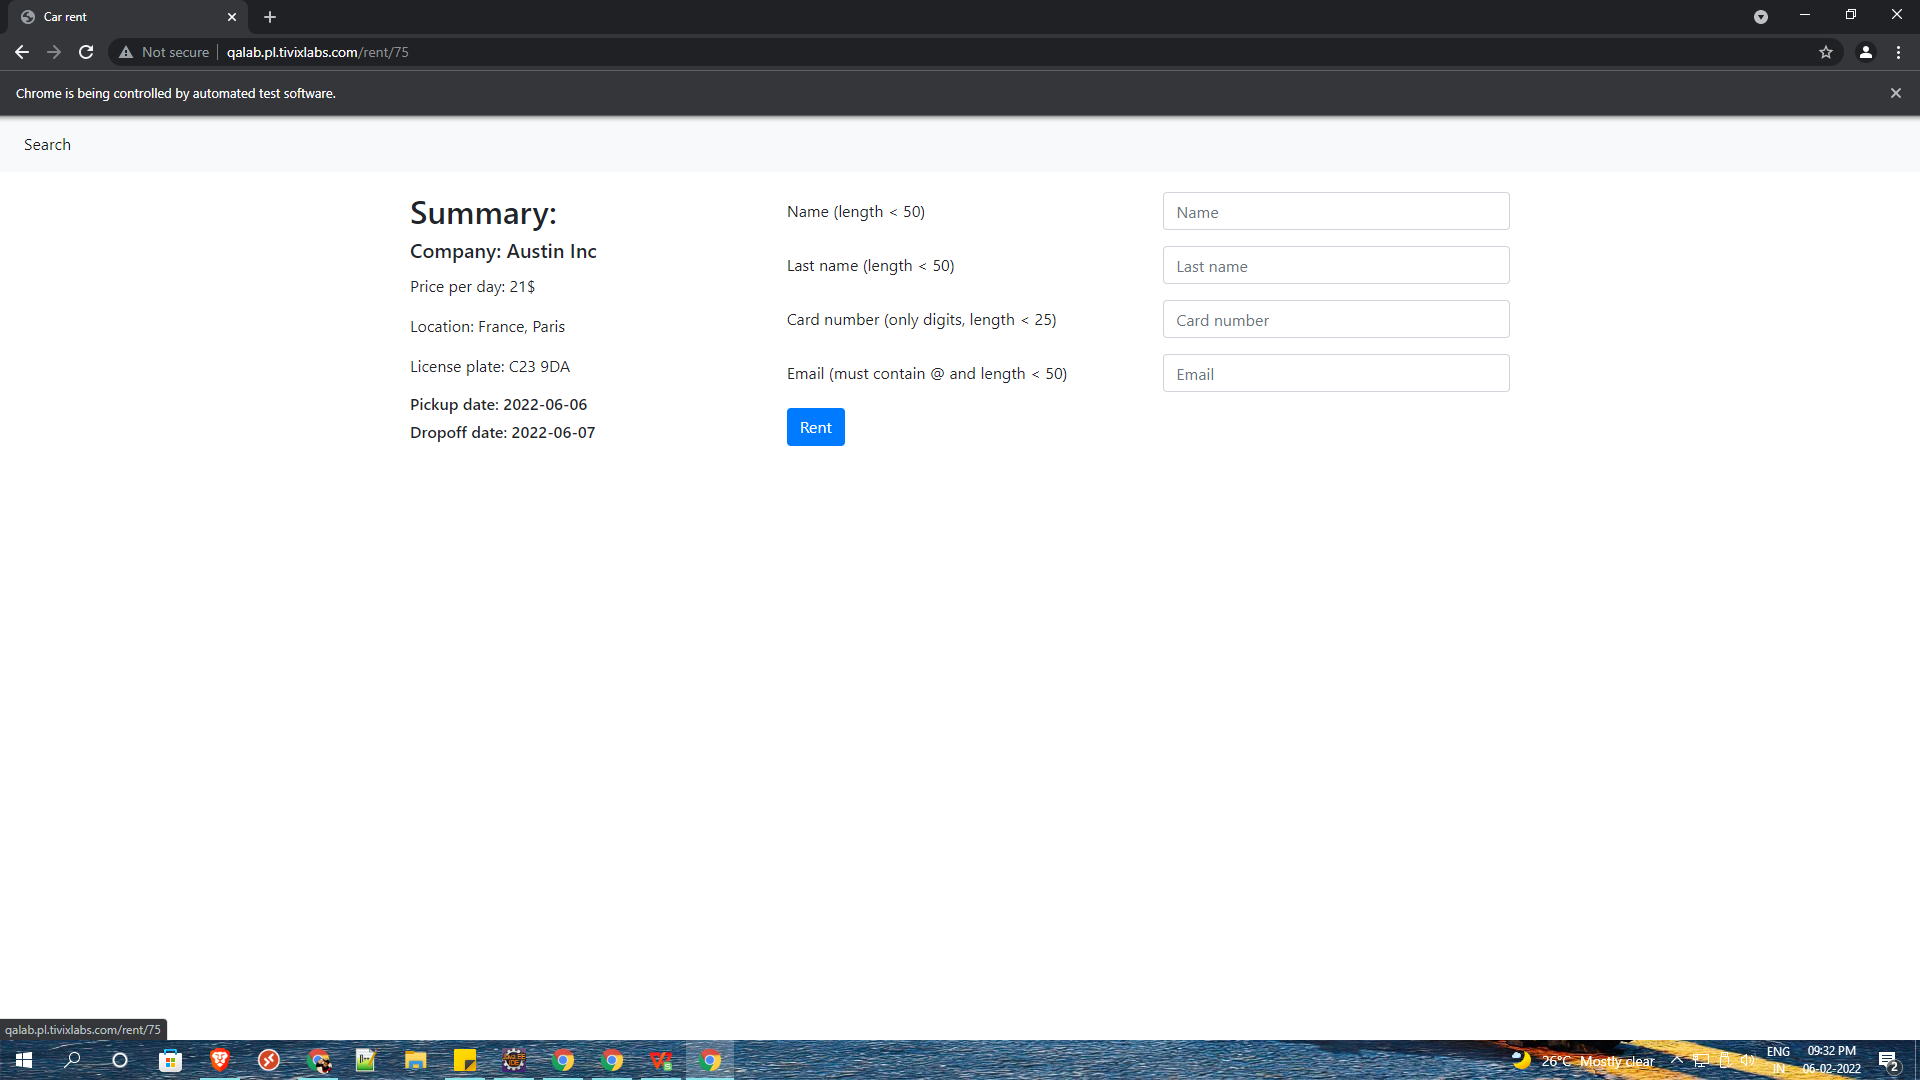 Car rent
Not secure
qalab.pl.tivixlabs.com/rent/75
Chrome is being controlled by automated test software.
Search
Summary:
Company: Austin Inc
Price per day: 21$
Location: France, Paris
License plate: C23 9DA
Pickup date: 2022-06-06
Dropoff date: 2022-06-07
Name (length < 50)
Name
Last name (length < 50)
Last name
Card number (only digits, length < 25)
Card number
Email (must contain @ and length < 50)
Email
Rent
qalab.pl.tivixlabs.com/rent/75
26°C Mostly clear
ENG
IN
09:32 PM
06-02-2022
2